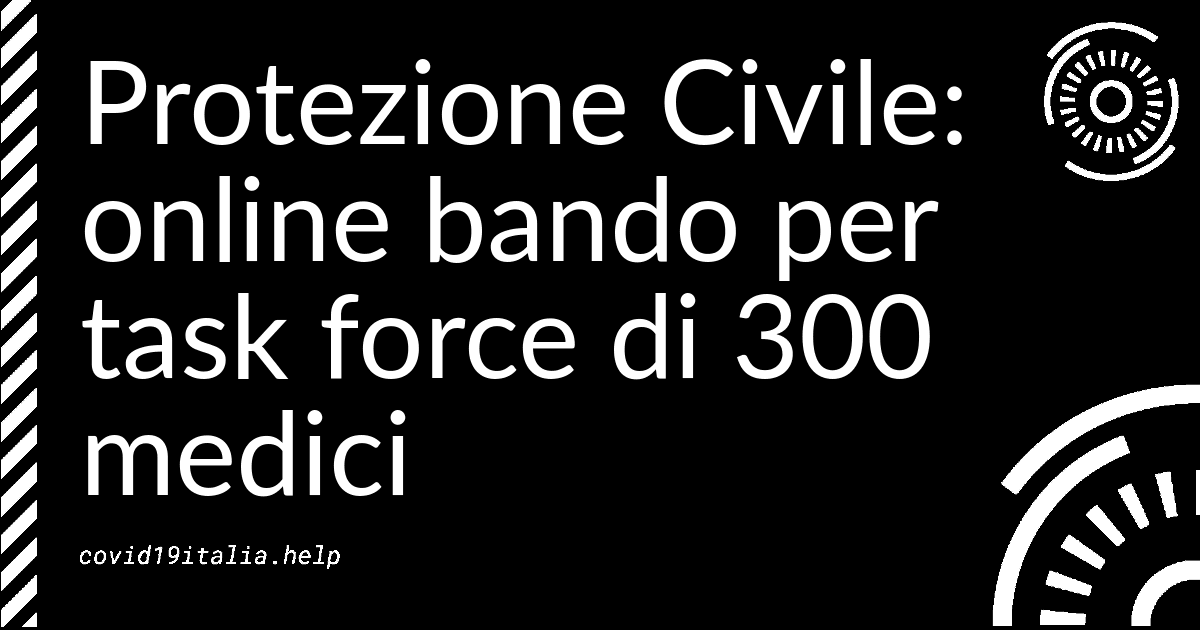 Protezione Civile:
online bando per
task force di 300
medici
covid19italia.help